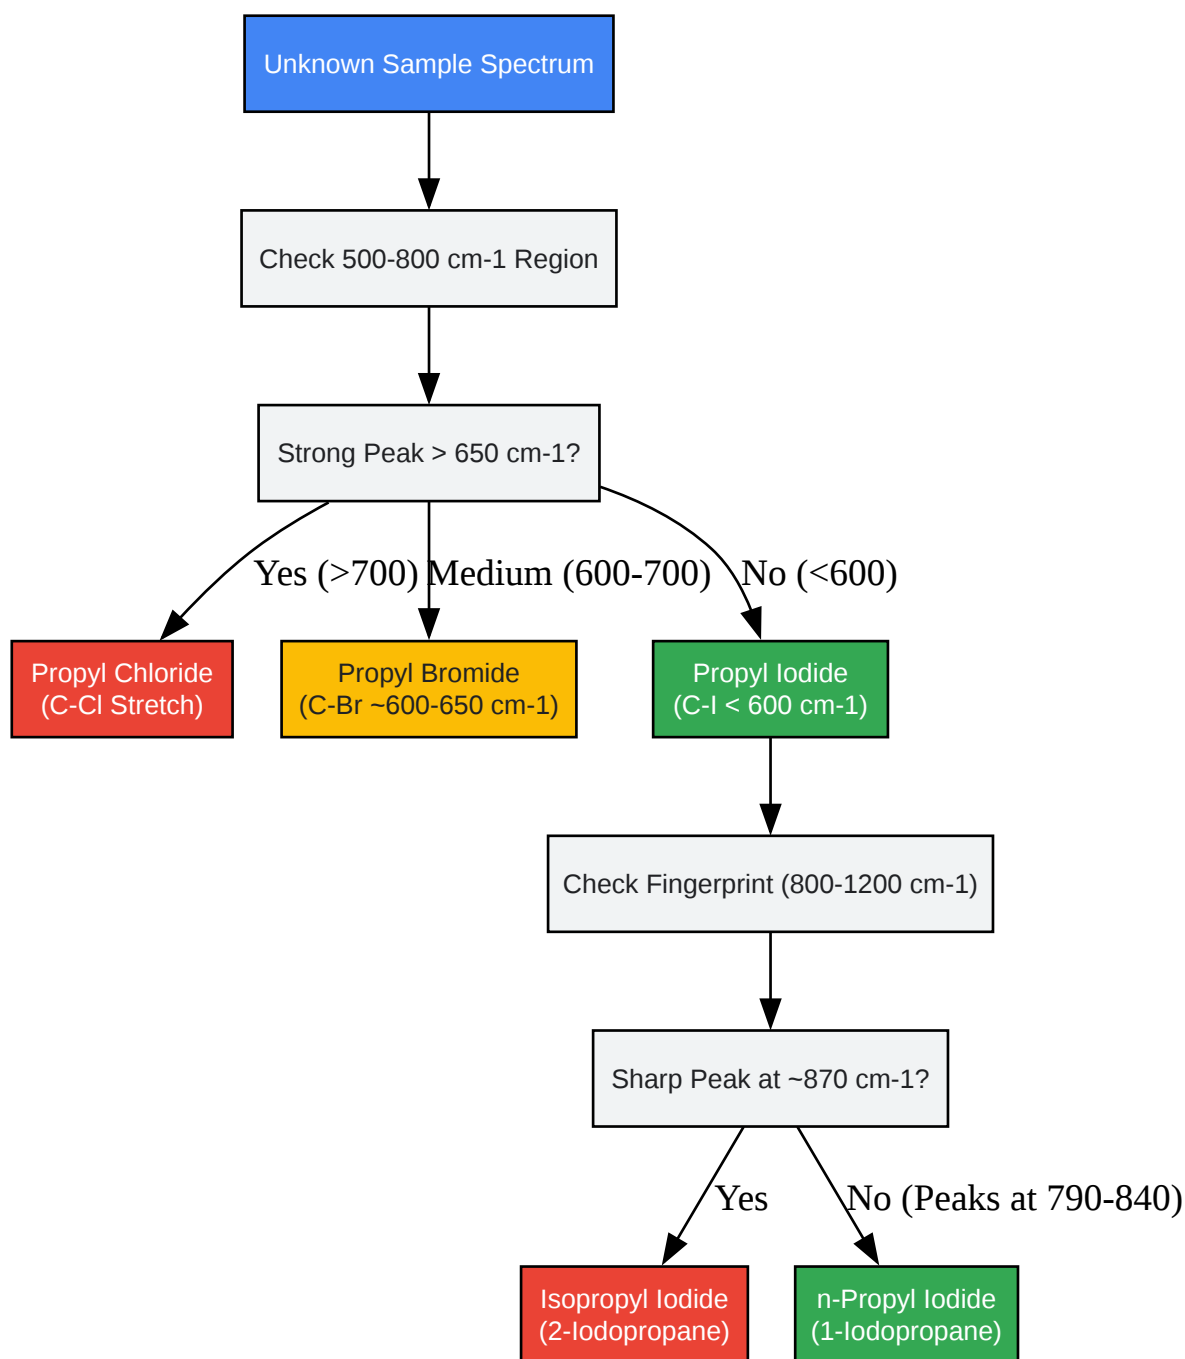 Unknown Sample Spectrum
Check 500-800 cm-1 Region
Strong Peak > 650 cm-1?
Yes (>700)
Medium (600-700)
No (<600)
Propyl Chloride
(C-Cl Stretch)
Propyl Bromide
(C-Br ~600-650 cm-1)
Propyl Iodide
(C-I < 600 cm-1)
Check Fingerprint (800-1200 cm-1)
Sharp Peak at ~870 cm-1?
Yes
No (Peaks at 790-840)
Isopropyl Iodide
(2-Iodopropane)
n-Propyl Iodide
(1-Iodopropane)